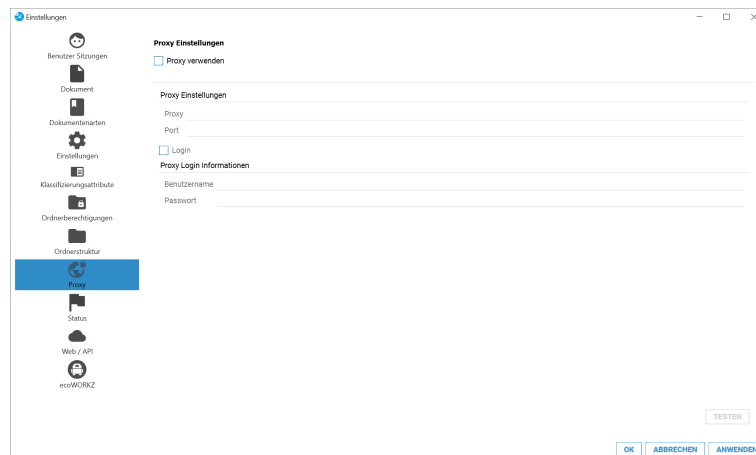 Einstellungen
Benutzer Sitzungen
Dokument
Dokumentenarten
Einstellungen
Klassifizierungsattribute
Ordnerberechtigungen
Ordnerstruktur
Proxy
Status
Web / API
ecoWORKZ
Proxy Einstellungen
Proxy verwenden
Proxy Einstellungen
Proxy
Port
Login
Proxy Login Informationen
Benutzername
Passwort
TESTEN
OK ABBRECHEN ANWENDEN